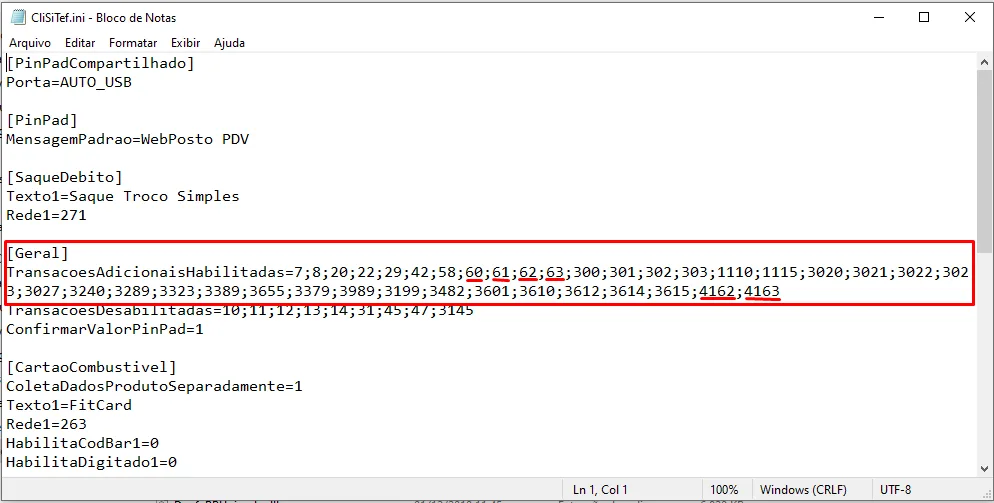 CliSiTef.ini - Bloco de Notas
Arquivo Editar Formatar Exibir Ajuda
[PinPadCompartilhado]
Porta=AUTO_USB
[PinPad]
MensagemPadrao=WebPosto PDV
[SaqueDebito]
Texto1=Saque Troco Simples
Rede1=271
[Geral]
TransacoesAdicionaisHabilitadas=7;8;20;22;29;42;58;60;61;62;63;300;301;302;303;1110;1115;3020;3021;3022;302
3;3027;3240;3289;3323;3389;3655;3379;3989;3199;3482;3601;3610;3612;3614;3615;4162;4163
TransacoesDesabilitadas=10;11;12;13;14;31;45;47;3145
ConfirmarValorPinPad=1
[CartaoCombustivel]
ColetaDadosProdutoSeparadamente=1
Texto1=FitCard
Rede1=263
HabilitaCodBar1=0
HabilitaDigitado1=0
Ln 1, Col 1 100% Windows (CRLF) UTF-8